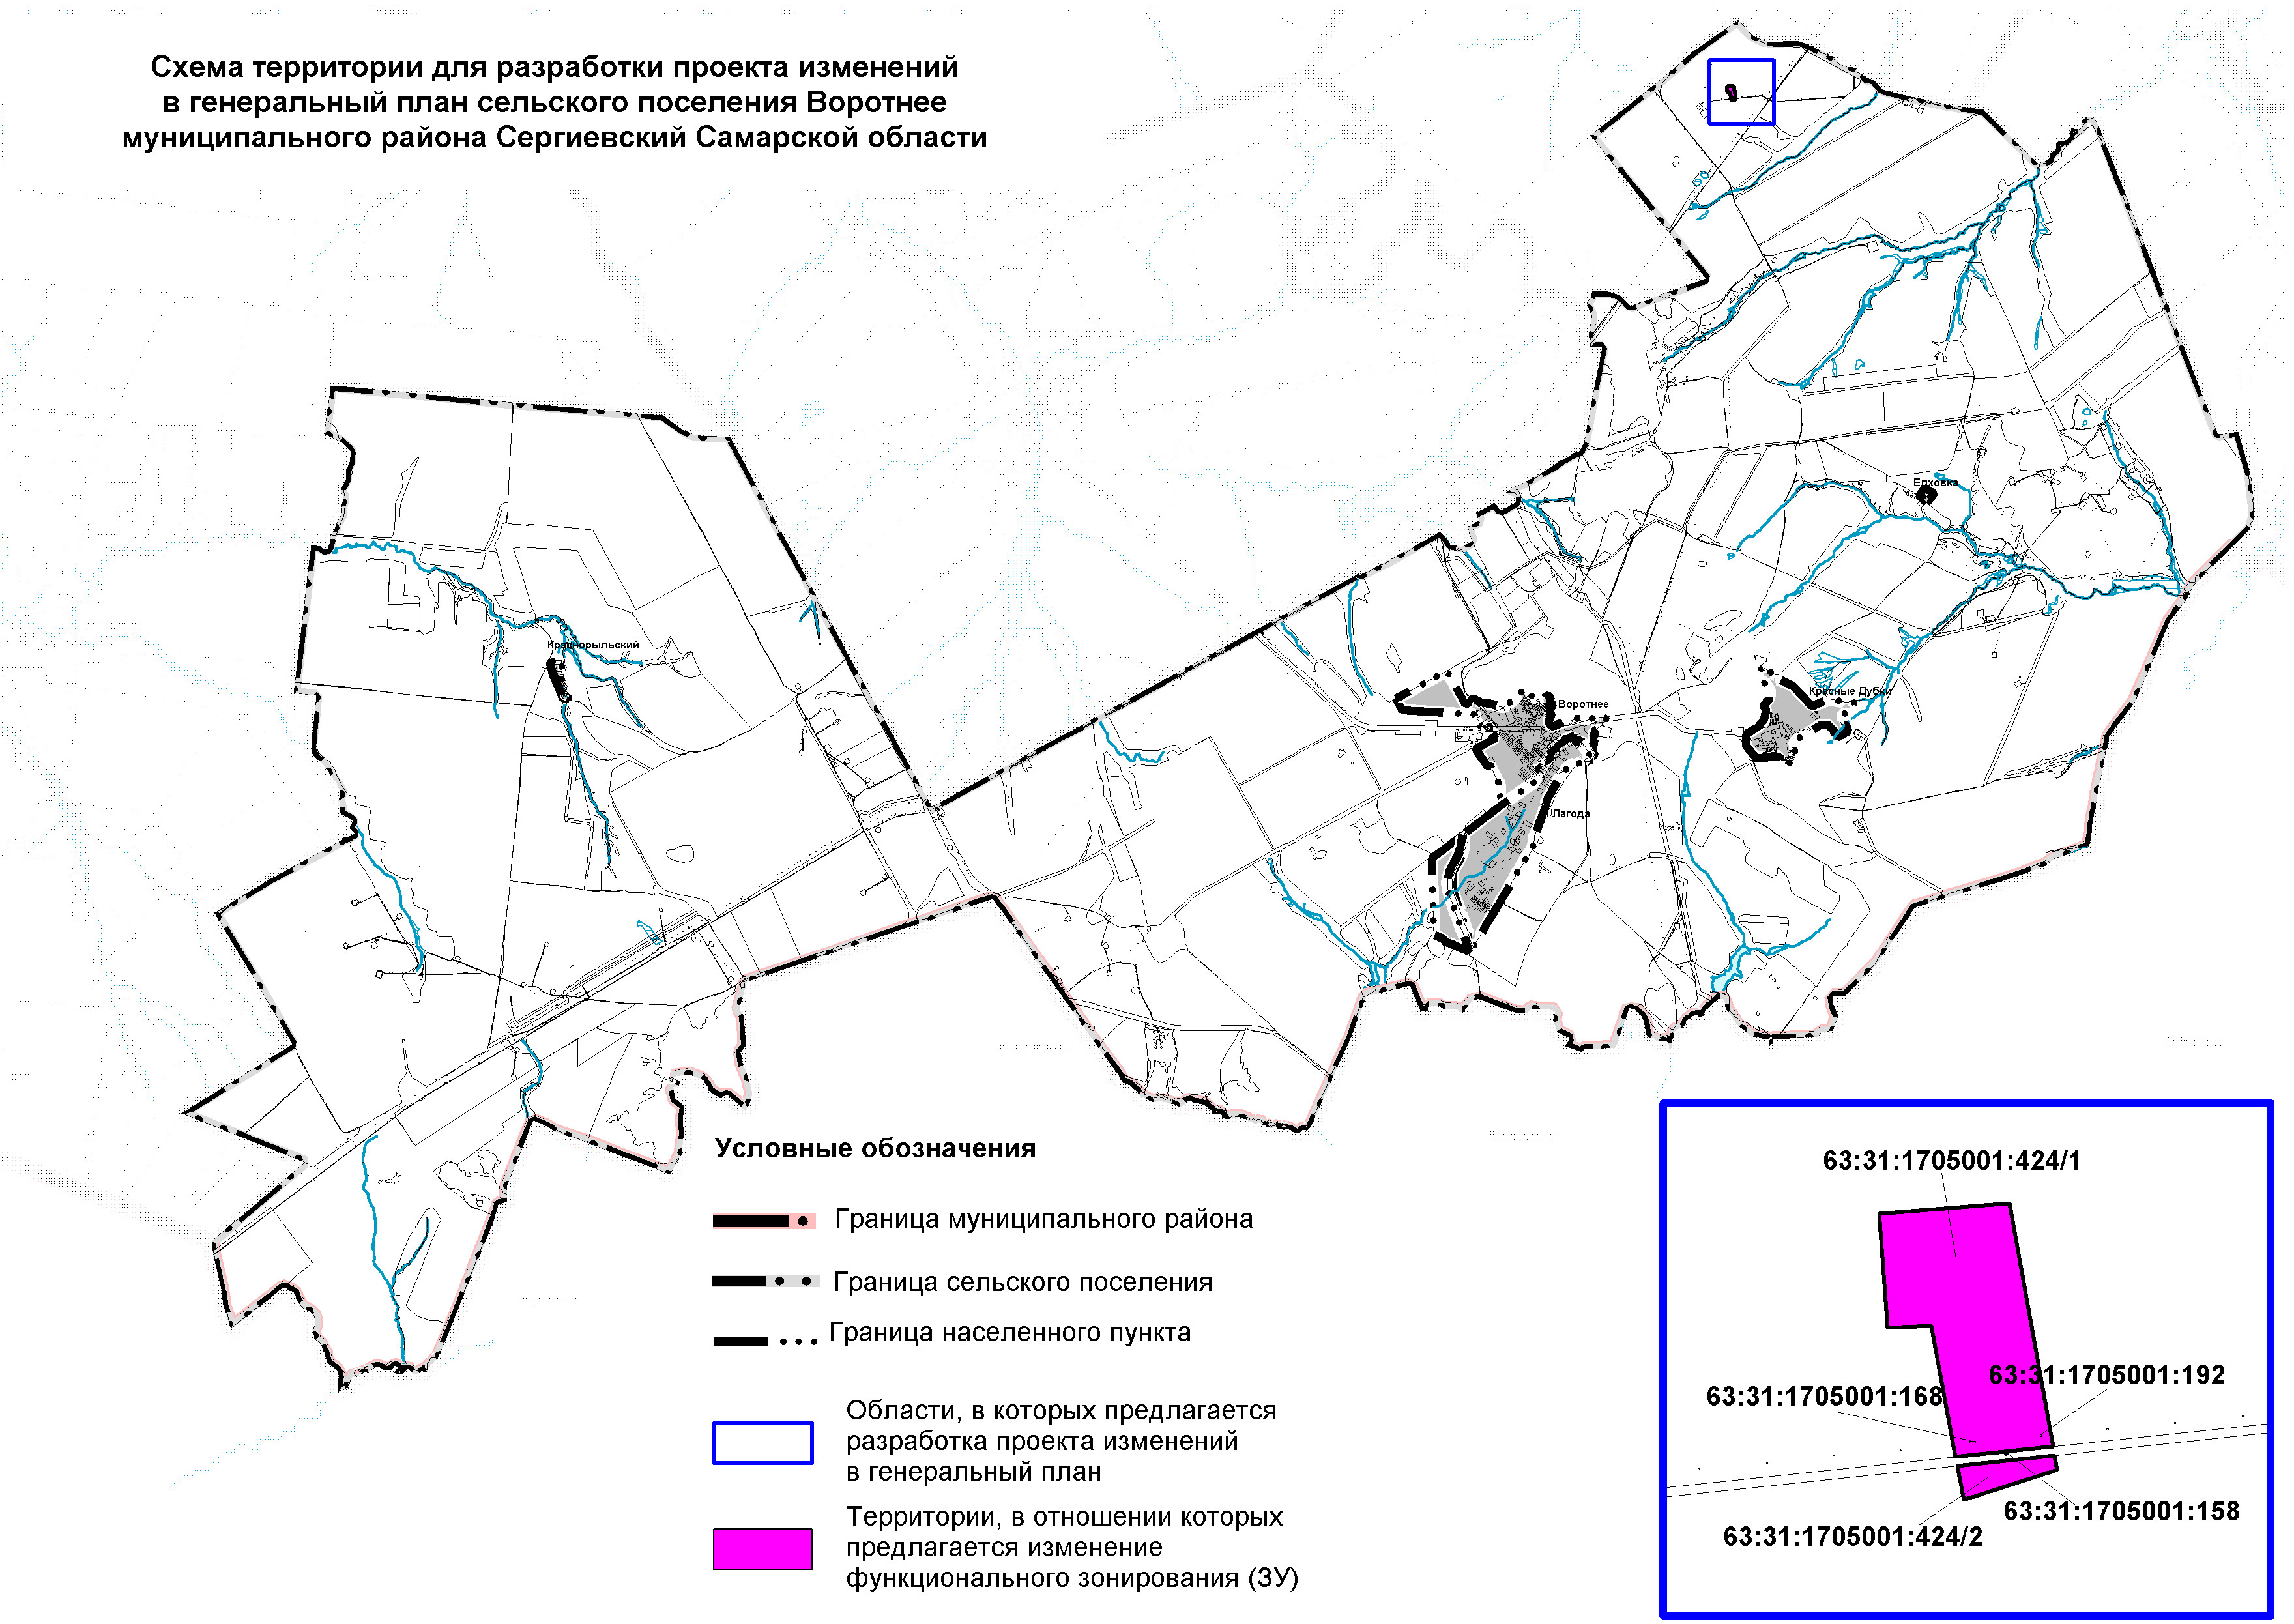 Схема территории для разработки проекта изменений
в генеральный план сельского поселения Воротнее
муниципального района Сергиевский Самарской области
Елховка
Краснорыльский
Красные Дубки
Воротнее
Лагода
Условные обозначения
Граница муниципального района
Граница сельского поселения
Граница населенного пункта
Области, в которых предлагается
разработка проекта изменений
в генеральный план
Территории, в отношении которых
предлагается изменение
функционального зонирования (ЗУ)
63:31:1705001:424/1
63:31:1705001:192
63:31:1705001:168
63:31:1705001:158
63:31:1705001:424/2